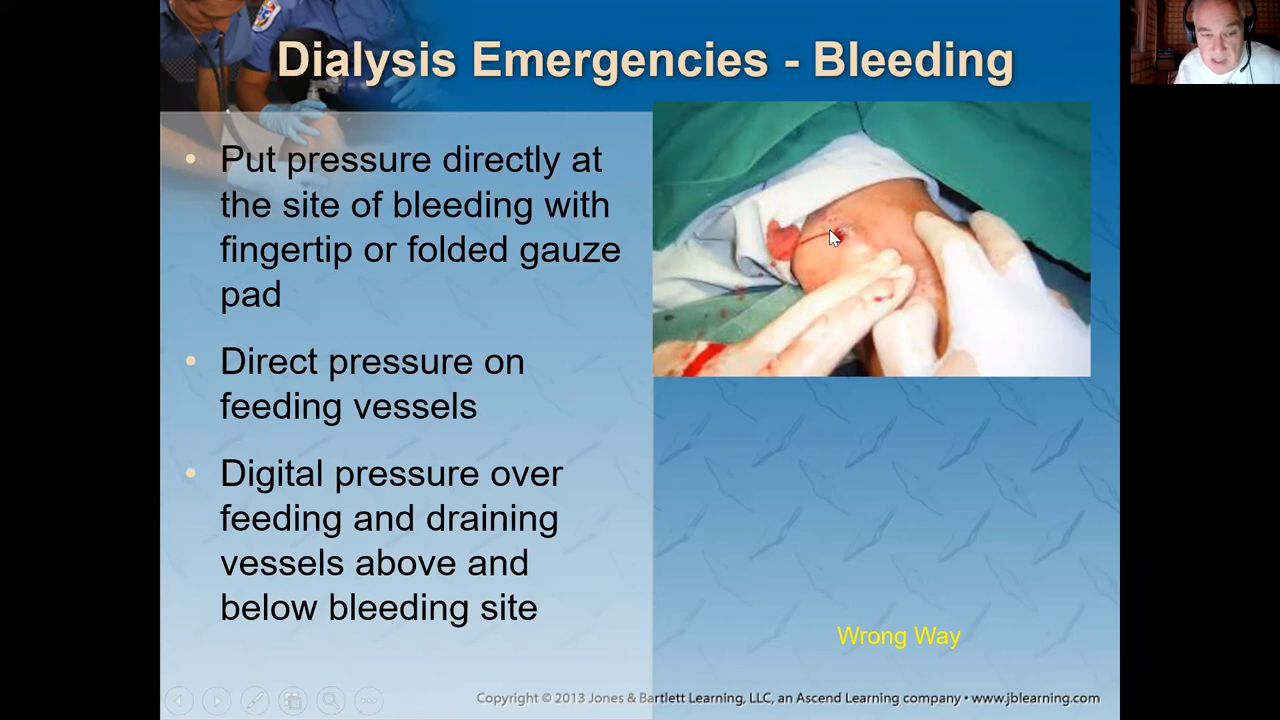 Dialysis Emergencies - Bleeding
• Put pressure directly at
the site of bleeding with
fingertip or folded gauze
pad
• Direct pressure on
feeding vessels
• Digital pressure over
feeding and draining
vessels above and
below bleeding site
Wrong Way
Copyright © 2013 Jones & Bartlett Learning, LLC, an Ascend Learning company • www.jblearning.com